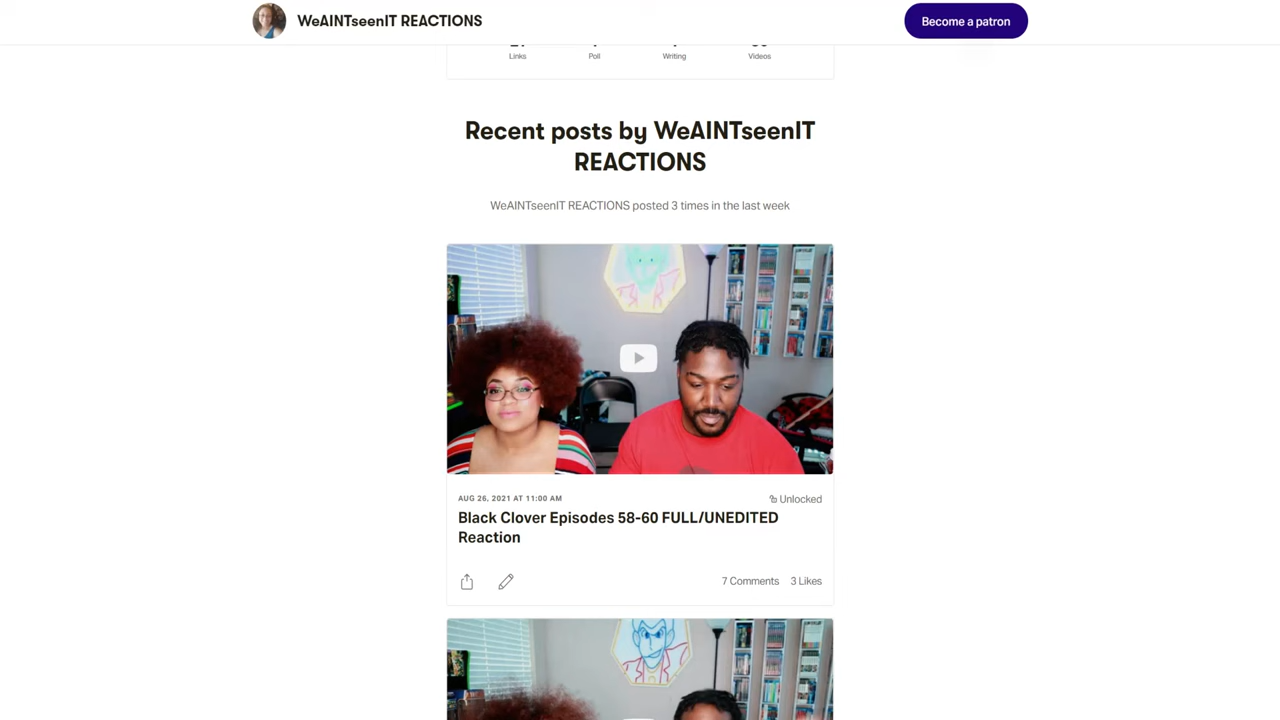 WeAINTseenIT REACTIONS
Become a patron
Links Poll Writing Videos
Recent posts by WeAINTseenIT
REACTIONS
WeAINTseenIT REACTIONS posted 3 times in the last week
AUG 26, 2021 AT 11:00 AM
Unlocked
Black Clover Episodes 58-60 FULL/UNEDITED
Reaction
7 Comments 3 Likes